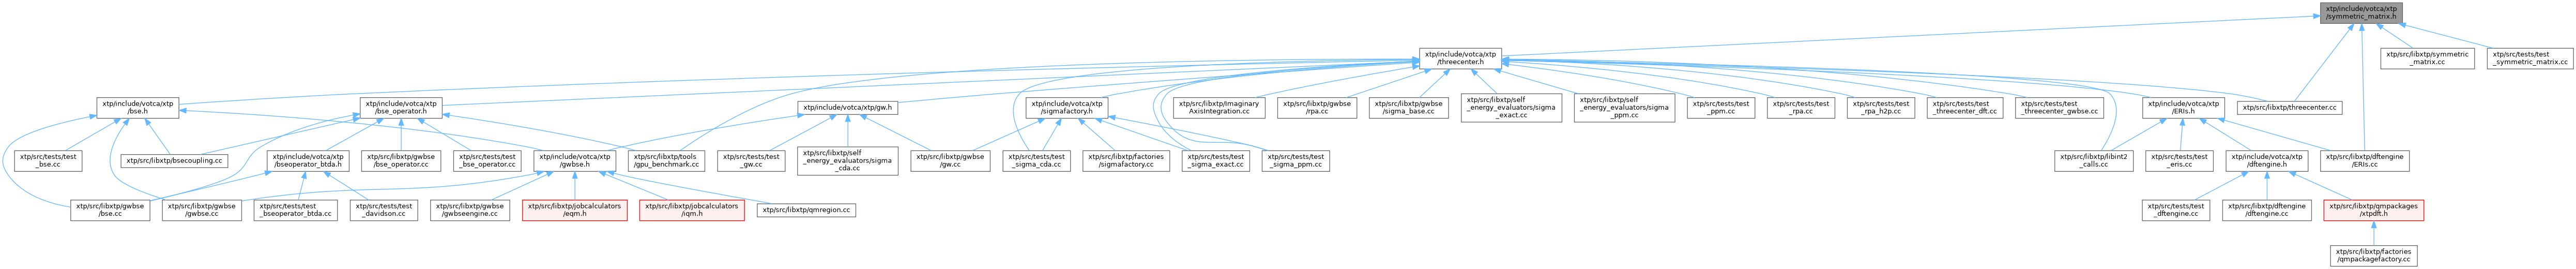 xtp/include/votca/xtp
/symmetric_matrix.h
xtp/include/votca/xtp
/threecenter.h
xtp/src/libxtp/symmetric
_matrix.cc
xtp/src/tests/test
_symmetric_matrix.cc
xtp/include/votca/xtp
/bse.h
xtp/include/votca/xtp
/bse_operator.h
xtp/include/votca/xtp/gw.h
xtp/include/votca/xtp
/sigmafactory.h
xtp/src/libxtp/Imaginary
AxisIntegration.cc
xtp/src/libxtp/gwbse
/rpa.cc
xtp/src/libxtp/gwbse
/sigma_base.cc
xtp/src/libxtp/self
_energy_evaluators/sigma
_exact.cc
xtp/src/libxtp/self
_energy_evaluators/sigma
_ppm.cc
xtp/src/tests/test
_ppm.cc
xtp/src/tests/test
_rpa.cc
xtp/src/tests/test
_rpa_h2p.cc
xtp/src/tests/test
_threecenter_dft.cc
xtp/src/tests/test
_threecenter_gwbse.cc
xtp/include/votca/xtp
/ERIs.h
xtp/src/libxtp/threecenter.cc
xtp/src/tests/test
_bse.cc
xtp/src/libxtp/bsecoupling.cc
xtp/include/votca/xtp
/bseoperator_btda.h
xtp/src/libxtp/gwbse
/bse_operator.cc
xtp/src/tests/test
_bse_operator.cc
xtp/include/votca/xtp
/gwbse.h
xtp/src/libxtp/tools
/gpu_benchmark.cc
xtp/src/tests/test
_gw.cc
xtp/src/libxtp/self
_energy_evaluators/sigma
_cda.cc
xtp/src/libxtp/gwbse
/gw.cc
xtp/src/tests/test
_sigma_cda.cc
xtp/src/libxtp/factories
/sigmafactory.cc
xtp/src/tests/test
_sigma_exact.cc
xtp/src/tests/test
_sigma_ppm.cc
xtp/src/libxtp/libint2
_calls.cc
xtp/src/tests/test
_eris.cc
xtp/include/votca/xtp
/dftengine.h
xtp/src/libxtp/dftengine
/ERIs.cc
xtp/src/libxtp/gwbse
/bse.cc
xtp/src/libxtp/gwbse
/gwbse.cc
xtp/src/tests/test
_bseoperator_btda.cc
xtp/src/tests/test
_davidson.cc
xtp/src/libxtp/gwbse
/gwbseengine.cc
xtp/src/libxtp/jobcalculators
/eqm.h
xtp/src/libxtp/jobcalculators
/iqm.h
xtp/src/libxtp/qmregion.cc
xtp/src/tests/test
_dftengine.cc
xtp/src/libxtp/dftengine
/dftengine.cc
xtp/src/libxtp/qmpackages
/xtpdft.h
xtp/src/libxtp/factories
/qmpackagefactory.cc